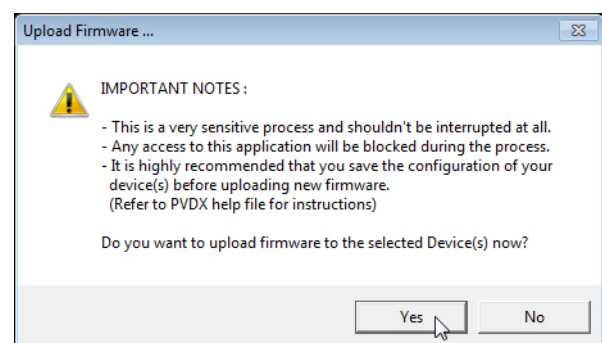 Upload Firmware ...
IMPORTANT NOTES :
- This is a very sensitive process and shouldn't be interrupted at all.
- Any access to this application will be blocked during the process.
- It is highly recommended that you save the configuration of your
device(s) before uploading new firmware.
(Refer to PVDX help file for instructions)
Do you want to upload firmware to the selected Device(s) now?
Yes
No